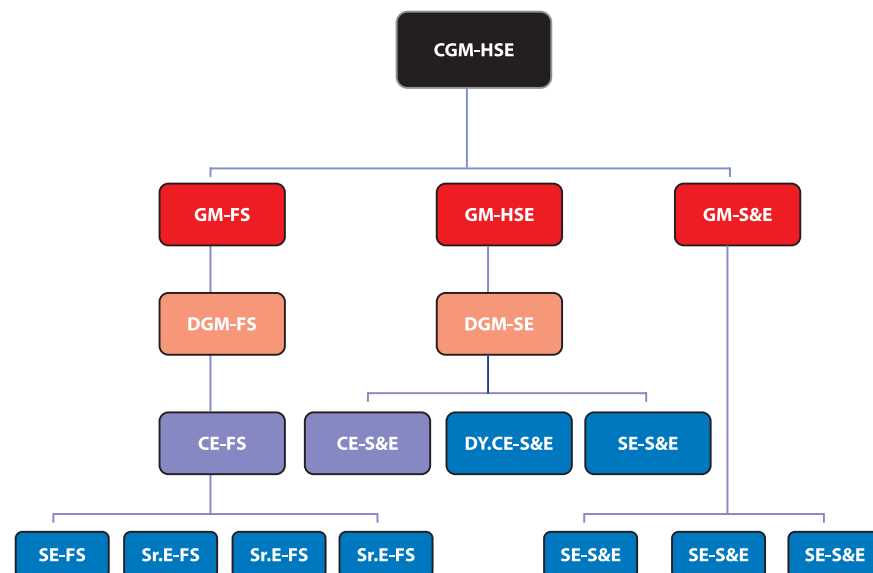 CGM-HSE
GM-FS
GM-HSE
GM-S&E
DGM-FS
DGM-SE
CE-FS
CE-S&E
DY.CE-S&E
SE-S&E
SE-FS
Sr.E-FS
Sr.E-FS
Sr.E-FS
SE-S&E
SE-S&E
SE-S&E